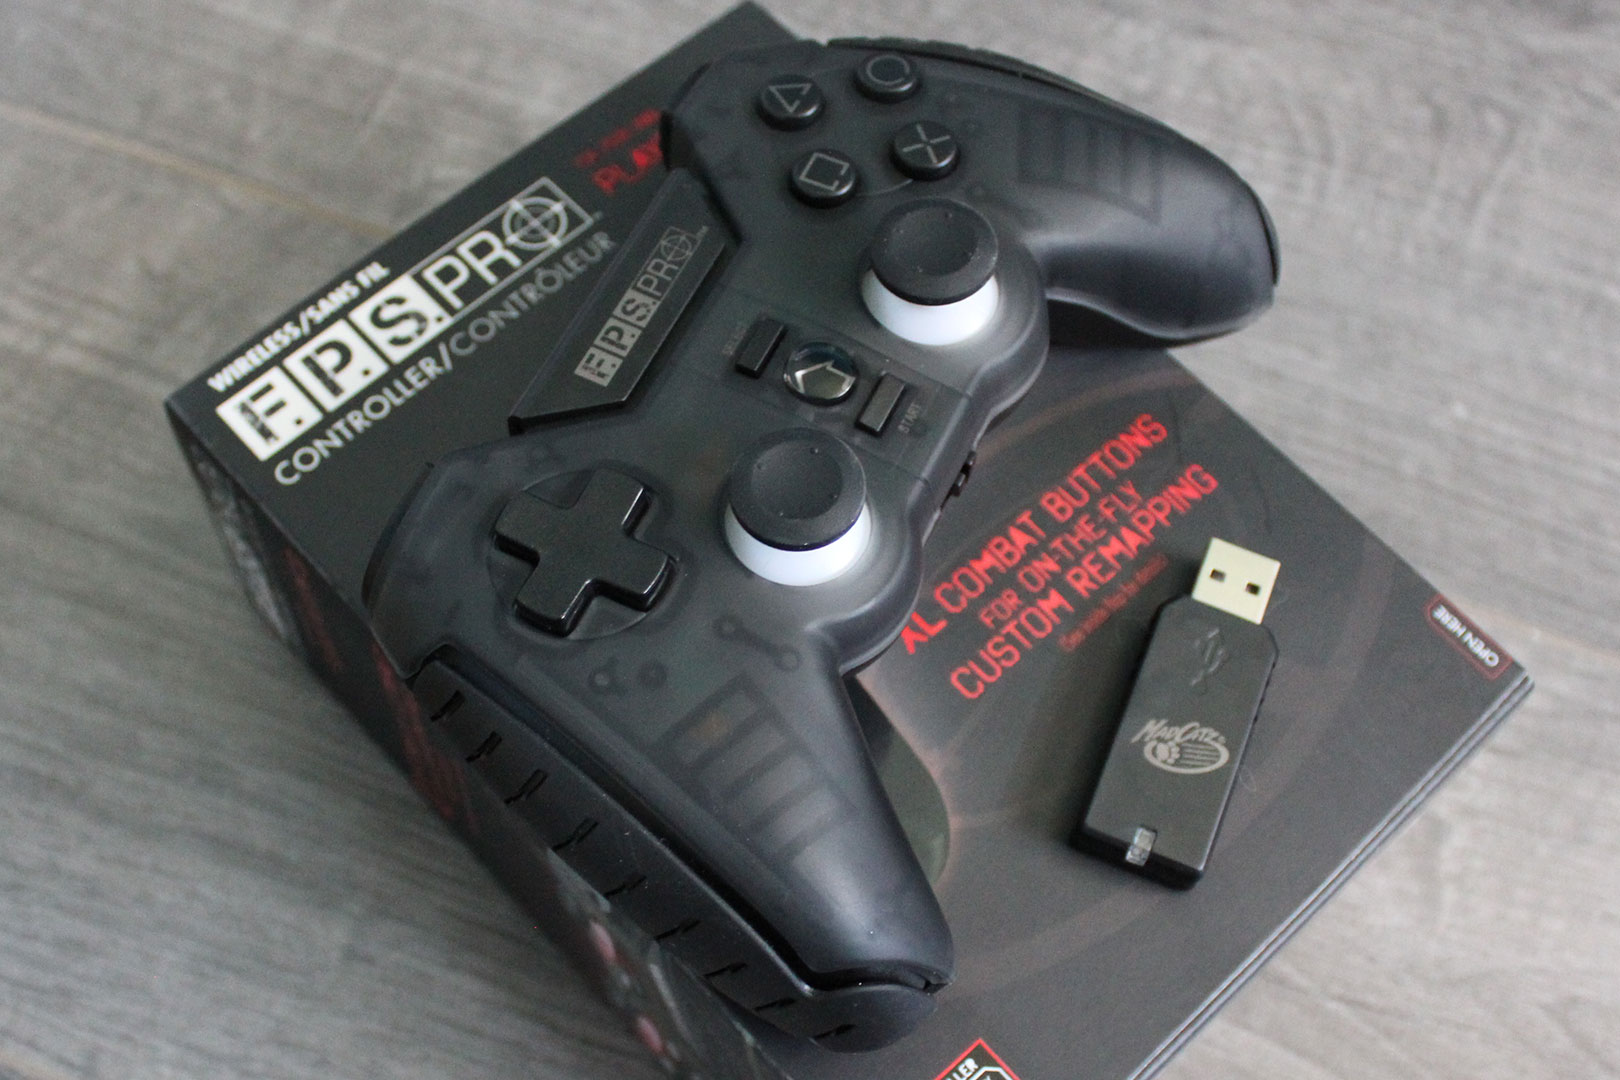 WIRELESS/SANS FIL
F.P.S.PRO
CONTROLLER/CONTRÔLEUR
PLAY
F.P.S.PRO
SELECT
START
AL COMBAT BUTTONS
FOR ON-THE-FLY
CUSTOM REMAPPING
OPEN HERE
MADCATZ
LLER